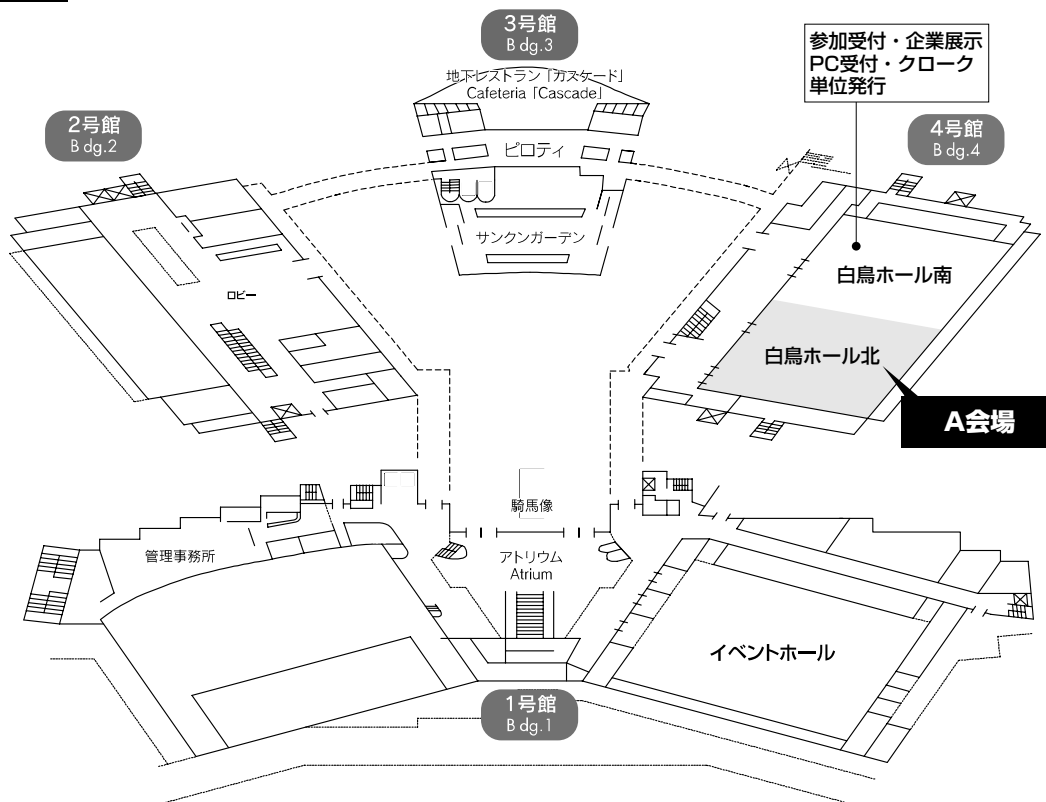 3号館
Bdg.3
地下レストラン「カスケード」
Cafeteria「Cascade」
参加受付・企業展示
PC受付・クローク
単位発行
2号館
Bdg.2
4号館
Bdg.4
ピロティ
サンクンガーデン
白鳥ホール南
ロビー
白鳥ホール北
A会場
騎馬像
管理事務所
アトリウム
Atrium
イベントホール
1号館
Bdg.1